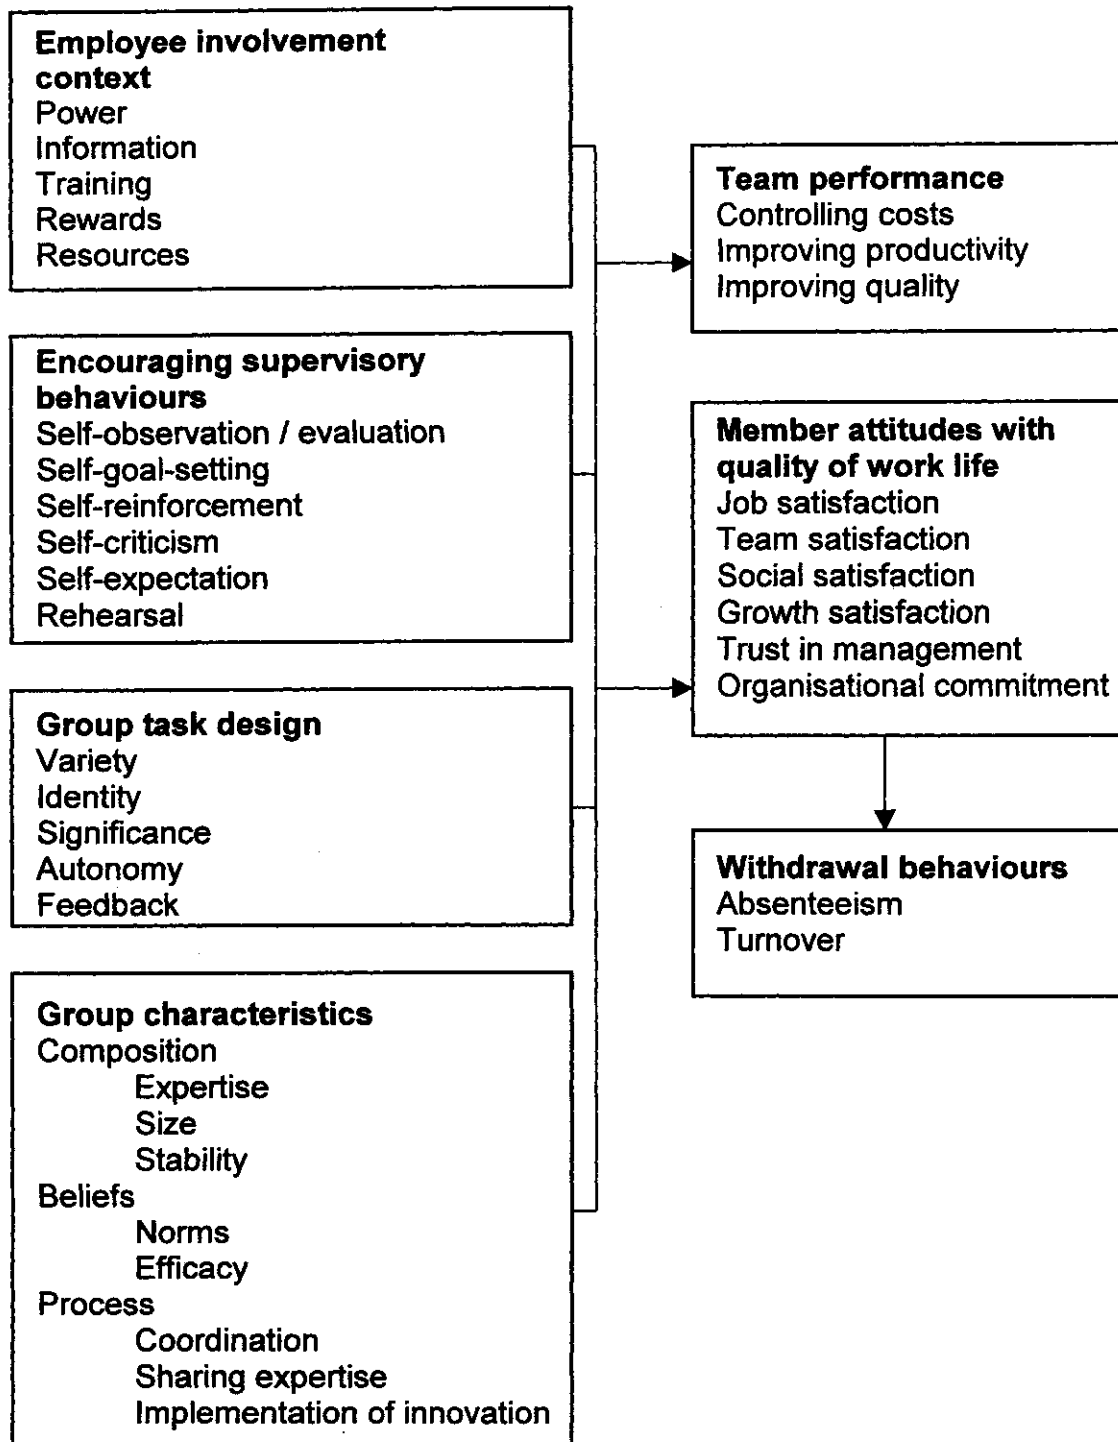 Employee involvement
context
Power
Information
Training
Rewards
Resources
Encouraging supervisory
behaviours
Self-observation / evaluation
Self-goal-setting
Self-reinforcement
Self-criticism
Self-expectation
Rehearsal
Group task design
Variety
Identity
Significance
Autonomy
Feedback
Group characteristics
Composition
Expertise
Size
Stability
Beliefs
Norms
Efficacy
Process
Coordination
Sharing expertise
Implementation of innovation
Team performance
Controlling costs
Improving productivity
Improving quality
Member attitudes with
quality of work life
Job satisfaction
Team satisfaction
Social satisfaction
Growth satisfaction
Trust in management
Organisational commitment
Withdrawal behaviours
Absenteeism
Turnover